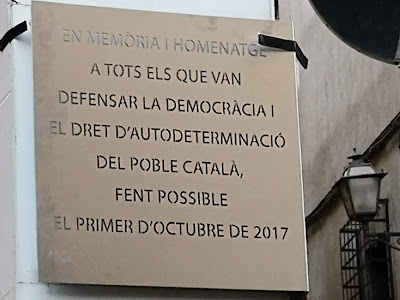 EN MEMÒRIA I HOMENATGE
A TOTS ELS QUE VAN
DEFENSAR LA DEMOCRÀCIA I
EL DRET D'AUTODETERMINACIÓ
DEL POBLE CATALÀ,
FENT POSSIBLE
EL PRIMER D'OCTUBRE DE 2017